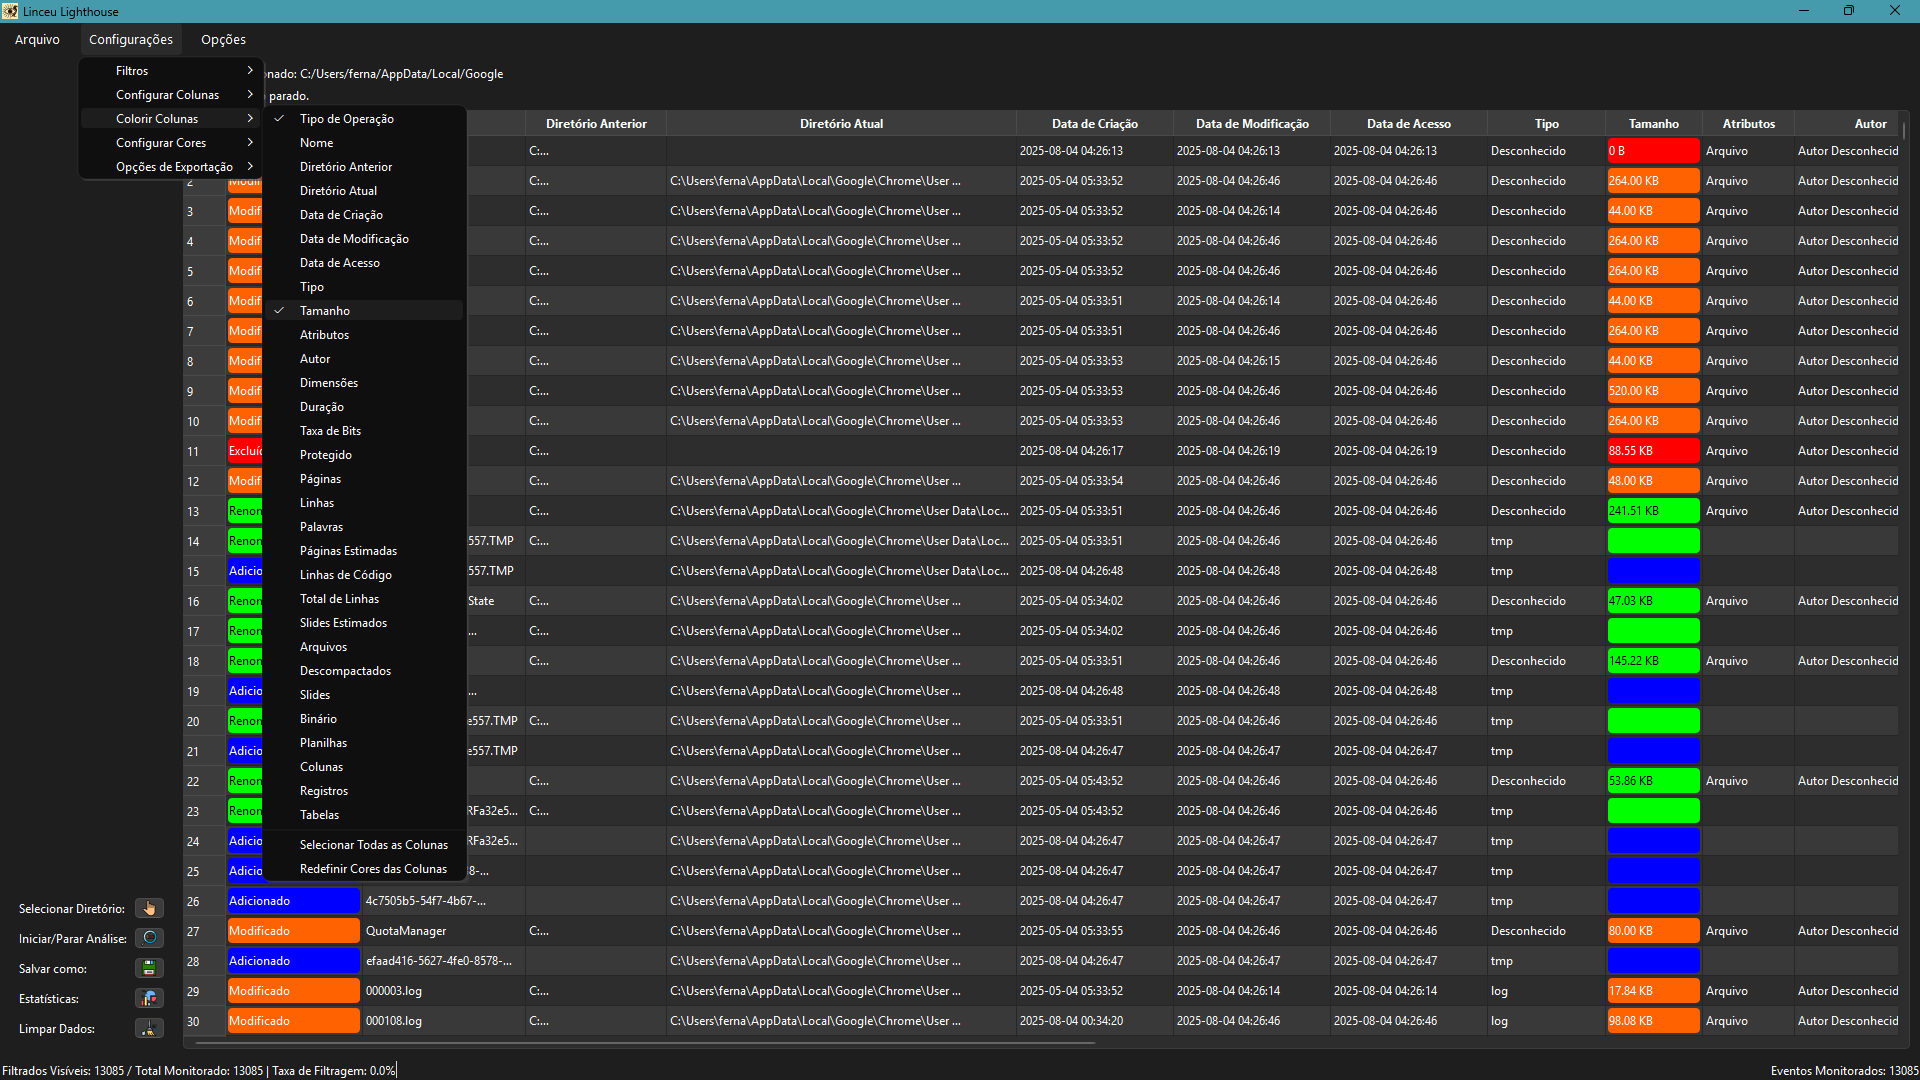 Linceu Lighthouse
Arquivo Configurações Opções
Filtros
Configurar Colunas
Colorir Colunas
Configurar Cores
Opções de Exportação
nado: C:/Users/ferna/AppData/Local/Google
parado.
Tipo de Operação
Nome
Diretório Anterior
Diretório Atual
Data de Criação
Data de Modificação
Data de Acesso
Tipo
Tamanho
Atributos
Autor
Dimensões
Duração
Taxa de Bits
Protegido
Páginas
Linhas
Palavras
Páginas Estimadas
Linhas de Código
Total de Linhas
Slides Estimados
Arquivos
Descompactados
Slides
Binário
Planilhas
Colunas
Registros
Tabelas
Selecionar Todas as Colunas
Redefinir Cores das Colunas
Diretório Anterior Diretório Atual Data de Criação Data de Modificação Data de Acesso Tipo Tamanho Atributos Autor
C:... 2025-08-04 04:26:13 2025-08-04 04:26:13 2025-08-04 04:26:13 Desconhecido 0 B Arquivo Autor Desconhecid
2 Modif C:... C:\Users\ferna\AppData\Local\Google\Chrome\User ... 2025-05-04 05:33:52 2025-08-04 04:26:46 2025-08-04 04:26:46 Desconhecido 264.00 KB Arquivo Autor Desconhecid
3 Modif C:... C:\Users\ferna\AppData\Local\Google\Chrome\User ... 2025-05-04 05:33:52 2025-08-04 04:26:14 2025-08-04 04:26:46 Desconhecido 44.00 KB Arquivo Autor Desconhecid
4 Modif C:... C:\Users\ferna\AppData\Local\Google\Chrome\User ... 2025-05-04 05:33:52 2025-08-04 04:26:46 2025-08-04 04:26:46 Desconhecido 264.00 KB Arquivo Autor Desconhecid
5 Modif C:... C:\Users\ferna\AppData\Local\Google\Chrome\User ... 2025-05-04 05:33:52 2025-08-04 04:26:46 2025-08-04 04:26:46 Desconhecido 264.00 KB Arquivo Autor Desconhecid
6 Modif C:... C:\Users\ferna\AppData\Local\Google\Chrome\User ... 2025-05-04 05:33:51 2025-08-04 04:26:14 2025-08-04 04:26:46 Desconhecido 44.00 KB Arquivo Autor Desconhecid
7 Modif C:... C:\Users\ferna\AppData\Local\Google\Chrome\User ... 2025-05-04 05:33:51 2025-08-04 04:26:46 2025-08-04 04:26:46 Desconhecido 264.00 KB Arquivo Autor Desconhecid
8 Modif C:... C:\Users\ferna\AppData\Local\Google\Chrome\User ... 2025-05-04 05:33:53 2025-08-04 04:26:15 2025-08-04 04:26:46 Desconhecido 44.00 KB Arquivo Autor Desconhecid
9 Modif C:... C:\Users\ferna\AppData\Local\Google\Chrome\User ... 2025-05-04 05:33:53 2025-08-04 04:26:46 2025-08-04 04:26:46 Desconhecido 520.00 KB Arquivo Autor Desconhecid
10 Modif C:... C:\Users\ferna\AppData\Local\Google\Chrome\User ... 2025-05-04 05:33:53 2025-08-04 04:26:46 2025-08-04 04:26:46 Desconhecido 264.00 KB Arquivo Autor Desconhecid
11 Excluíd C:... 2025-08-04 04:26:17 2025-08-04 04:26:19 2025-08-04 04:26:19 Desconhecido 88.55 KB Arquivo Autor Desconhecid
12 Modif C:... C:\Users\ferna\AppData\Local\Google\Chrome\User ... 2025-05-04 05:33:54 2025-08-04 04:26:46 2025-08-04 04:26:46 Desconhecido 48.00 KB Arquivo Autor Desconhecid
13 Renon C:... C:\Users\ferna\AppData\Local\Google\Chrome\User Data\Loc... 2025-05-04 05:33:51 2025-08-04 04:26:46 2025-08-04 04:26:46 Desconhecido 241.51 KB Arquivo Autor Desconhecid
14 Renon 557.TMP C:... C:\Users\ferna\AppData\Local\Google\Chrome\User Data\Loc... 2025-05-04 05:33:51 2025-08-04 04:26:46 2025-08-04 04:26:46 tmp
15 Adicio 557.TMP C:\Users\ferna\AppData\Local\Google\Chrome\User Data\Loc... 2025-08-04 04:26:48 2025-08-04 04:26:48 2025-08-04 04:26:48 tmp
16 Renon State C:... C:\Users\ferna\AppData\Local\Google\Chrome\User ... 2025-05-04 05:34:02 2025-08-04 04:26:46 2025-08-04 04:26:46 Desconhecido 47.03 KB Arquivo Autor Desconhecid
17 Renon ... C:... C:\Users\ferna\AppData\Local\Google\Chrome\User ... 2025-05-04 05:34:02 2025-08-04 04:26:46 2025-08-04 04:26:46 tmp
18 Renon C:... C:\Users\ferna\AppData\Local\Google\Chrome\User ... 2025-05-04 05:33:51 2025-08-04 04:26:46 2025-08-04 04:26:46 Desconhecido 145.22 KB Arquivo Autor Desconhecid
19 Adicio ... C:\Users\ferna\AppData\Local\Google\Chrome\User ... 2025-08-04 04:26:48 2025-08-04 04:26:48 2025-08-04 04:26:48 tmp
20 Renon e557.TMP C:... C:\Users\ferna\AppData\Local\Google\Chrome\User ... 2025-05-04 05:33:51 2025-08-04 04:26:46 2025-08-04 04:26:46 tmp
21 Adicio e557.TMP C:\Users\ferna\AppData\Local\Google\Chrome\User ... 2025-08-04 04:26:47 2025-08-04 04:26:47 2025-08-04 04:26:47 tmp
22 Renon C:... C:\Users\ferna\AppData\Local\Google\Chrome\User ... 2025-05-04 05:43:52 2025-08-04 04:26:46 2025-08-04 04:26:46 Desconhecido 53.86 KB Arquivo Autor Desconhecid
23 Renon RFa32e5... C:... C:\Users\ferna\AppData\Local\Google\Chrome\User ... 2025-05-04 05:43:52 2025-08-04 04:26:46 2025-08-04 04:26:46 tmp
24 Adicio RFa32e5... C:\Users\ferna\AppData\Local\Google\Chrome\User ... 2025-08-04 04:26:47 2025-08-04 04:26:47 2025-08-04 04:26:47 tmp
25 Adicio 8-... C:\Users\ferna\AppData\Local\Google\Chrome\User ... 2025-08-04 04:26:47 2025-08-04 04:26:46 2025-08-04 04:26:46 tmp
26 Adicionado 4c7505b5-54f7-4b67-... C:\Users\ferna\AppData\Local\Google\Chrome\User ... 2025-08-04 04:26:47 2025-08-04 04:26:47 2025-08-04 04:26:47 tmp
27 Modificado QuotaManager C:... C:\Users\ferna\AppData\Local\Google\Chrome\User ... 2025-05-04 05:33:55 2025-08-04 04:26:46 2025-08-04 04:26:46 Desconhecido 80.00 KB Arquivo Autor Desconhecid
28 Adicionado efaad416-5627-4fe0-8578-... C:\Users\ferna\AppData\Local\Google\Chrome\User ... 2025-08-04 04:26:47 2025-08-04 04:26:47 2025-08-04 04:26:47 tmp
29 Modificado 000003.log C:... C:\Users\ferna\AppData\Local\Google\Chrome\User ... 2025-05-04 05:33:52 2025-08-04 04:26:14 2025-08-04 04:26:14 log 17.84 KB Arquivo Autor Desconhecid
30 Modificado 000108.log C:... C:\Users\ferna\AppData\Local\Google\Chrome\User ... 2025-08-04 00:34:20 2025-08-04 04:26:46 2025-08-04 04:26:46 log 98.08 KB Arquivo Autor Desconhecid
Selecionar Diretório:
Iniciar/Parar Análise:
Salvar como:
Estatísticas:
Limpar Dados:
Filtrados Visíveis: 13085 / Total Monitorado: 13085 | Taxa de Filtragem: 0.0%
Eventos Monitorados: 13085